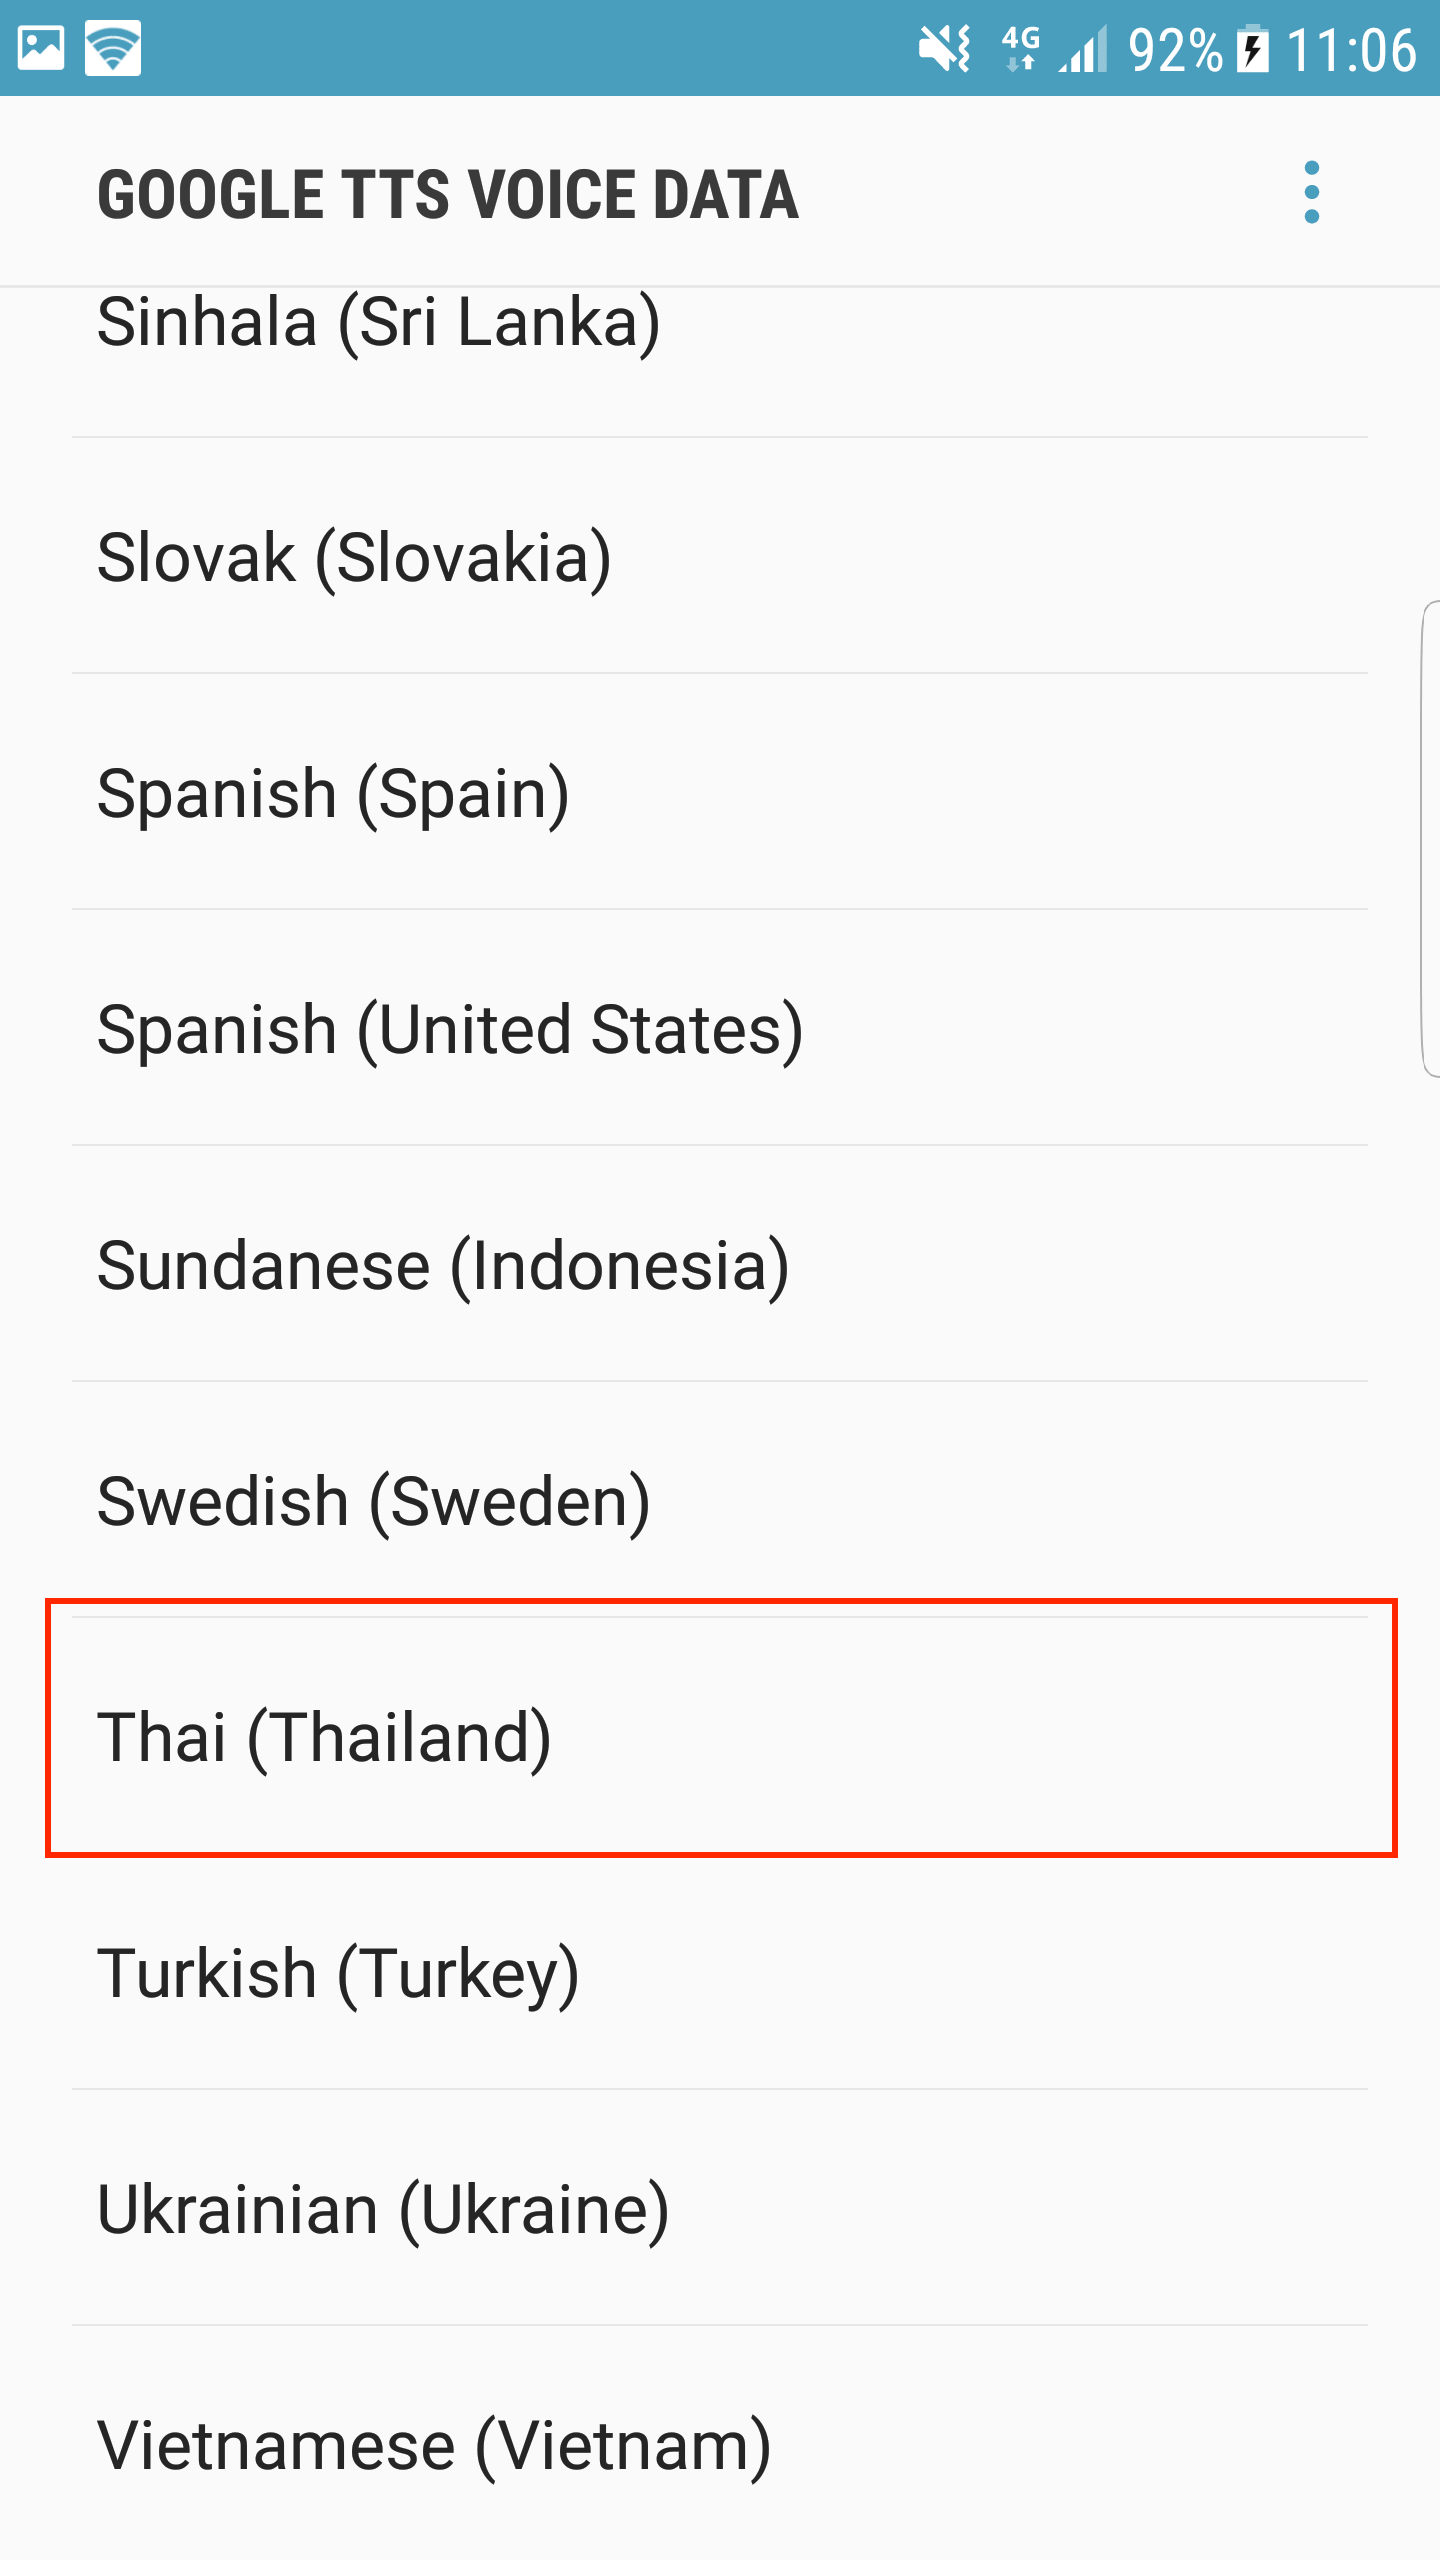 4G 92% 11:06
GOOGLE TTS VOICE DATA
Sinhala (Sri Lanka)
Slovak (Slovakia)
Spanish (Spain)
Spanish (United States)
Sundanese (Indonesia)
Swedish (Sweden)
Thai (Thailand)
Turkish (Turkey)
Ukrainian (Ukraine)
Vietnamese (Vietnam)